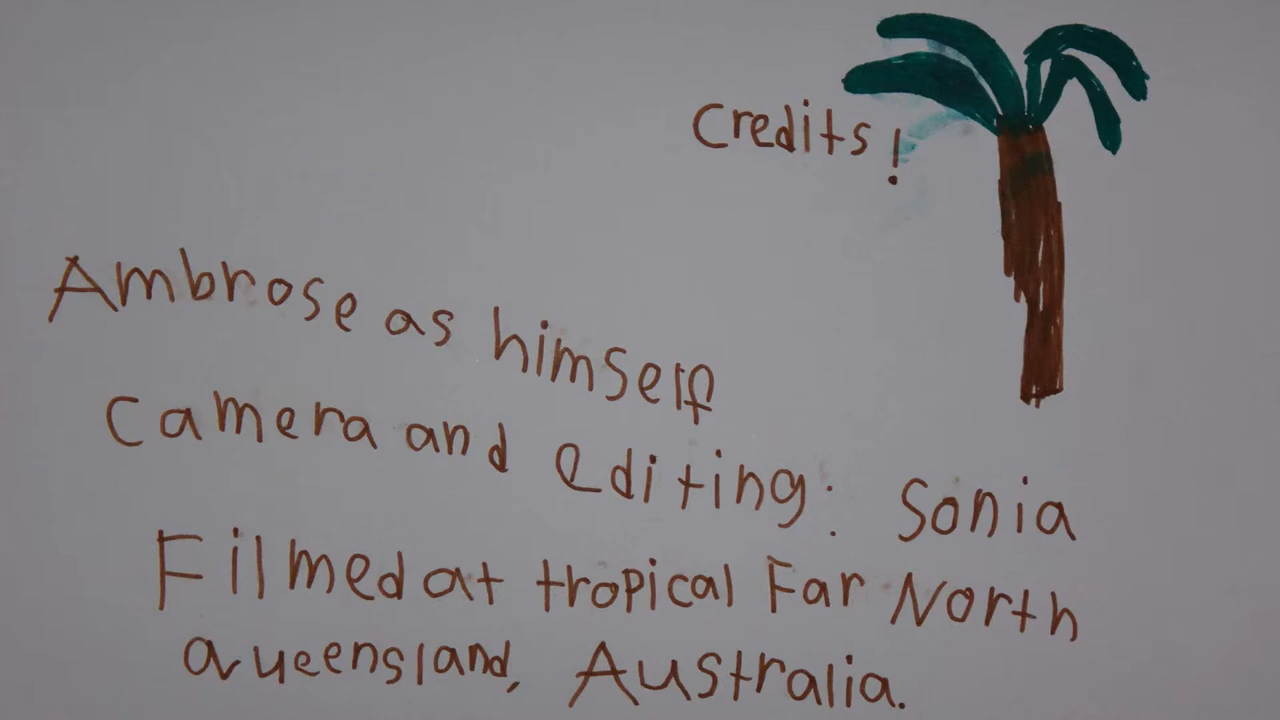 Credits!
Ambrose as himself
Camera and editing: Sonia
Filmed at tropical Far North
Queensland, Australia.